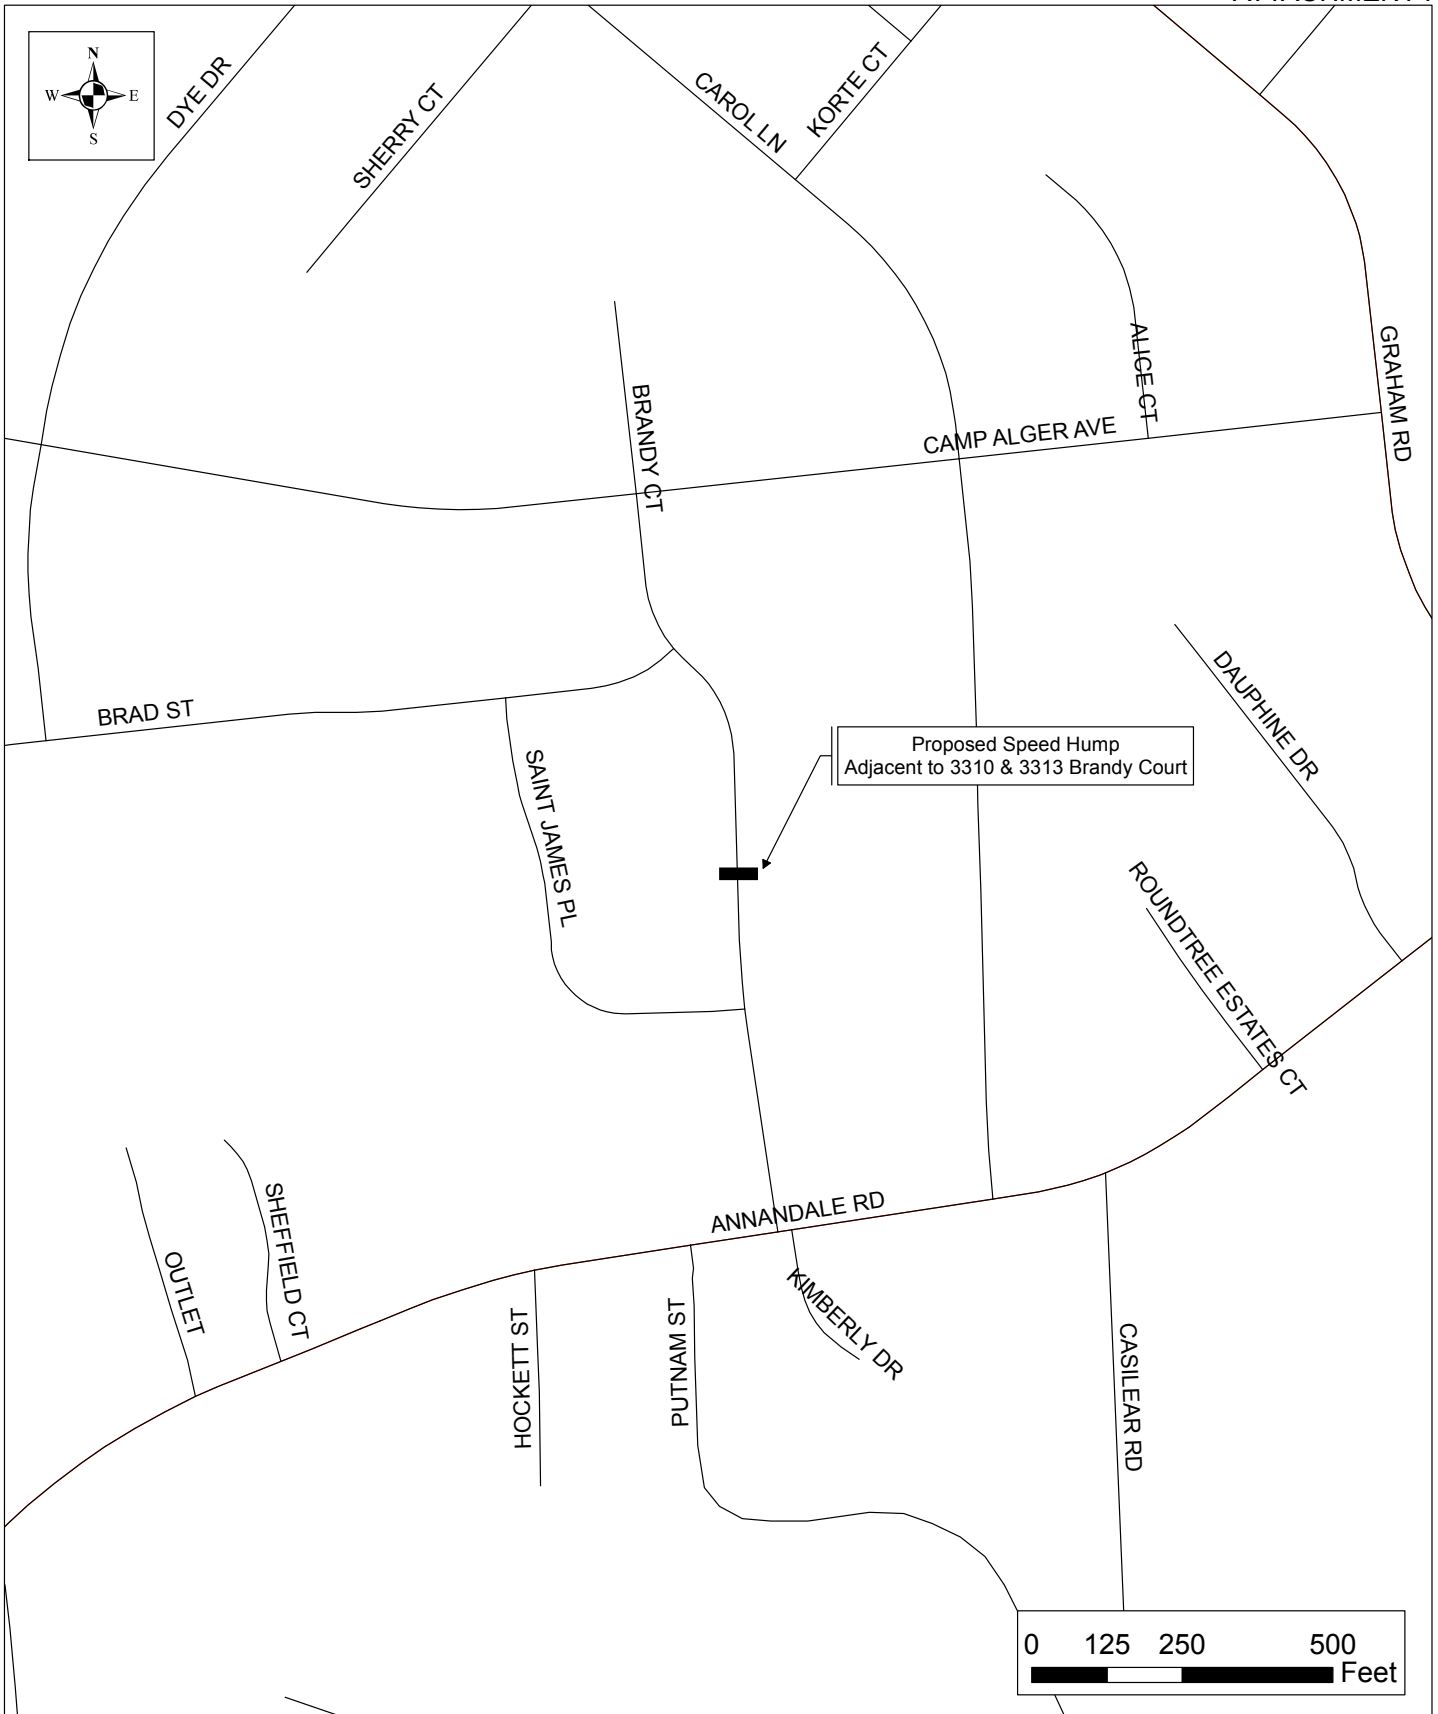 N
W E
S
DYE DR
SHERRY CT
CAROL LN
KORTE CT
ALICE CT
GRAHAM RD
BRANDY CT
CAMP ALGER AVE
BRAD ST
SAINT JAMES PL
Proposed Speed Hump
Adjacent to 3310 & 3313 Brandy Court
DAUPHINE DR
ROUNDTREE ESTATES CT
ANNANDALE RD
SHEFFIELD CT
OUTLET
HOCKETT ST
PUTNAM ST
KIMBERLY DR
CASILEAR RD
0 125 250 500
Feet